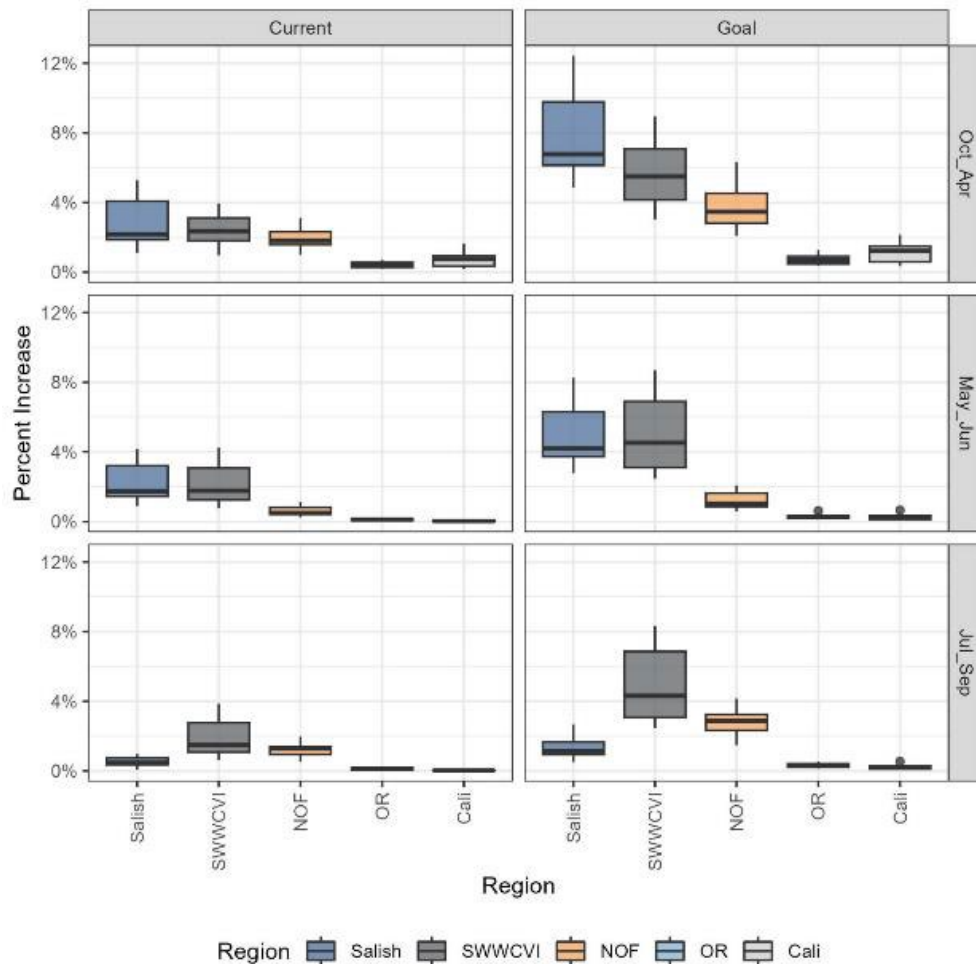 Current Goal
12%
8%
4%
0%
Oct_Apr
12%
8%
4%
0%
May_Jun
12%
8%
4%
0%
Jul_Sep
Percent Increase
Salish SWWCVI NOF OR Cali Salish SWWCVI NOF OR Cali
Region
Region Salish SWWCVI NOF OR Cali